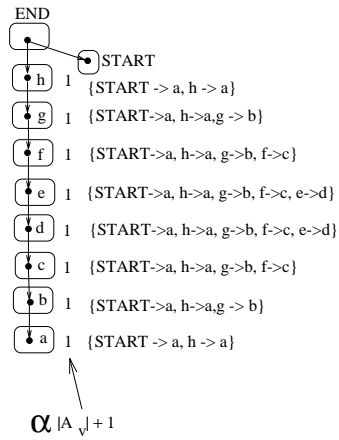 END
START
h 1 {START -> a, h -> a}
g 1 {START->a, h->a,g -> b}
f 1 {START->a, h->a, g->b, f->c}
e 1 {START->a, h->a, g->b, f->c, e->d}
d 1 {START->a, h->a, g->b, f->c, e->d}
c 1 {START->a, h->a, g->b, f->c}
b 1 {START->a, h->a,g -> b}
a 1 {START -> a, h -> a}
α |A v| + 1